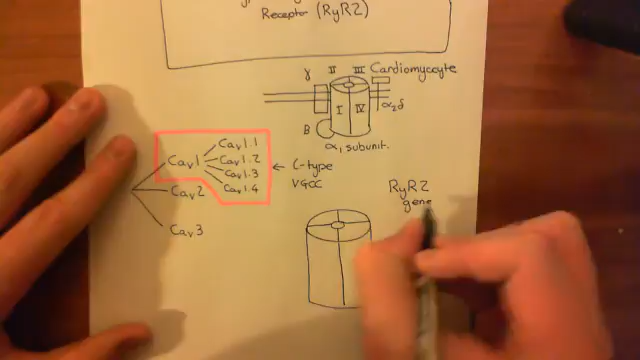 Receptor (RyR2)
γ II III Cardiomyocyte
I IV α₂δ
B
α₁ subunit.
Cav1.1
Cav1 Cav1.2
Cav1.3
Cav1.4
← L-type
VGCC
Cav2
Cav3
RyR2
gene